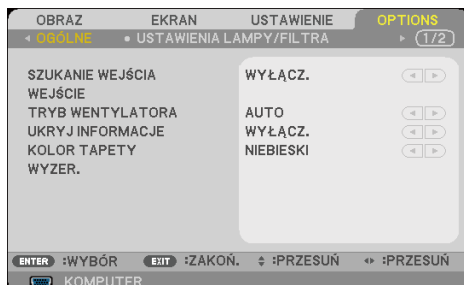 OBRAZ EKRAN USTAWIENIE OPTIONS
OGÓLNE • USTAWIENIA LAMPY/FILTRA (1/2)
SZUKANIE WEJŚCIA WYŁĄCZ.
WEJŚCIE
TRYB WENTYLATORA AUTO
UKRYJ INFORMACJE WYŁĄCZ.
KOLOR TAPETY NIEBIESKI
WYZER.
ENTER :WYBÓR EXIT :ZAKOŃ. :PRZESUŃ :PRZESUŃ
KOMPUTER